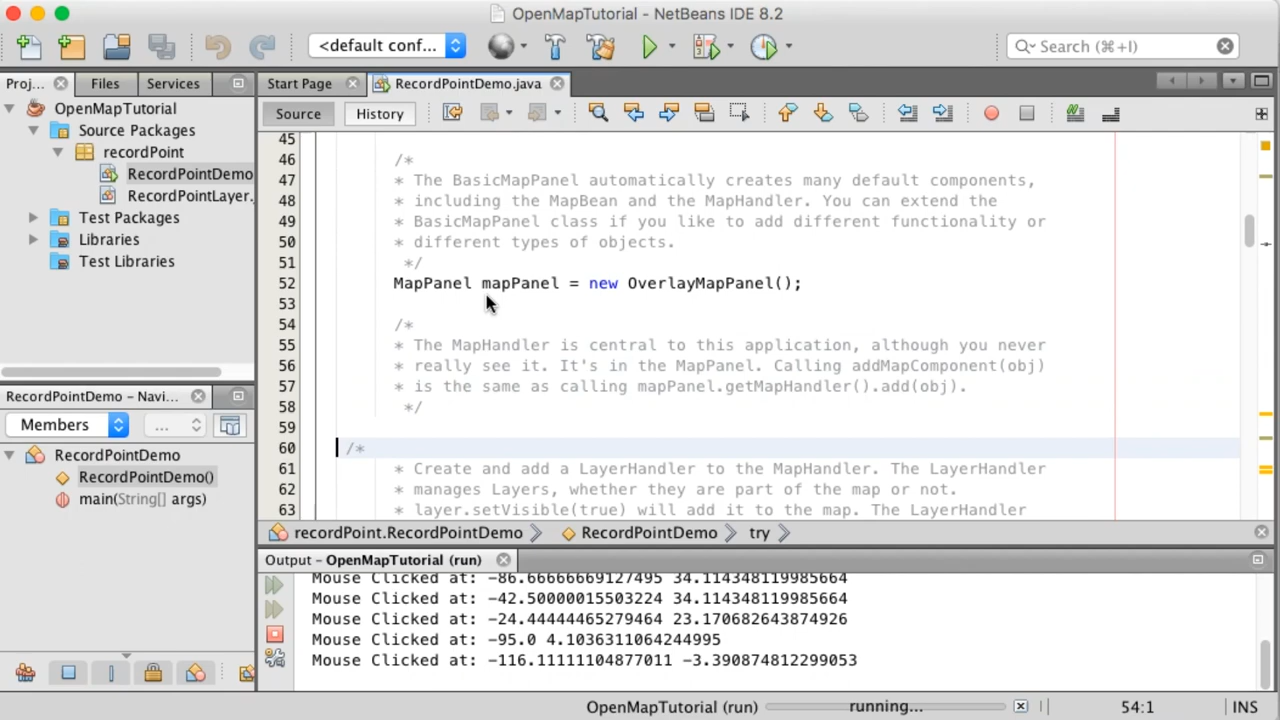 OpenMapTutorial - NetBeans IDE 8.2
<default conf...
Search (⌘+I)
Proj...
Files
Services
Start Page
RecordPointDemo.java
OpenMapTutorial
Source Packages
recordPoint
RecordPointDemo
RecordPointLayer.
Test Packages
Libraries
Test Libraries
Source
History
45
46 /*
47 * The BasicMapPanel automatically creates many default components,
48 * including the MapBean and the MapHandler. You can extend the
49 * BasicMapPanel class if you like to add different functionality or
50 * different types of objects.
51 */
52 MapPanel mapPanel = new OverlayMapPanel();
53
54 /*
55 * The MapHandler is central to this application, although you never
56 * really see it. It's in the MapPanel. Calling addMapComponent(obj)
57 * is the same as calling mapPanel.getMapHandler().add(obj).
58 */
59
60 /*
61 * Create and add a LayerHandler to the MapHandler. The LayerHandler
62 * manages Layers, whether they are part of the map or not.
63 * layer.setVisible(true) will add it to the map. The LayerHandler
RecordPointDemo - Navi...
Members
...
RecordPointDemo
RecordPointDemo()
main(String[] args)
recordPoint.RecordPointDemo
RecordPointDemo
try
Output - OpenMapTutorial (run)
Mouse Clicked at: -86.66666669127495 34.114348119985664
Mouse Clicked at: -42.50000015503224 34.114348119985664
Mouse Clicked at: -24.44444465279464 23.170682643874926
Mouse Clicked at: -95.0 4.1036311064244995
Mouse Clicked at: -116.11111104877011 -3.390874812299053
OpenMapTutorial (run)
running...
54:1
INS